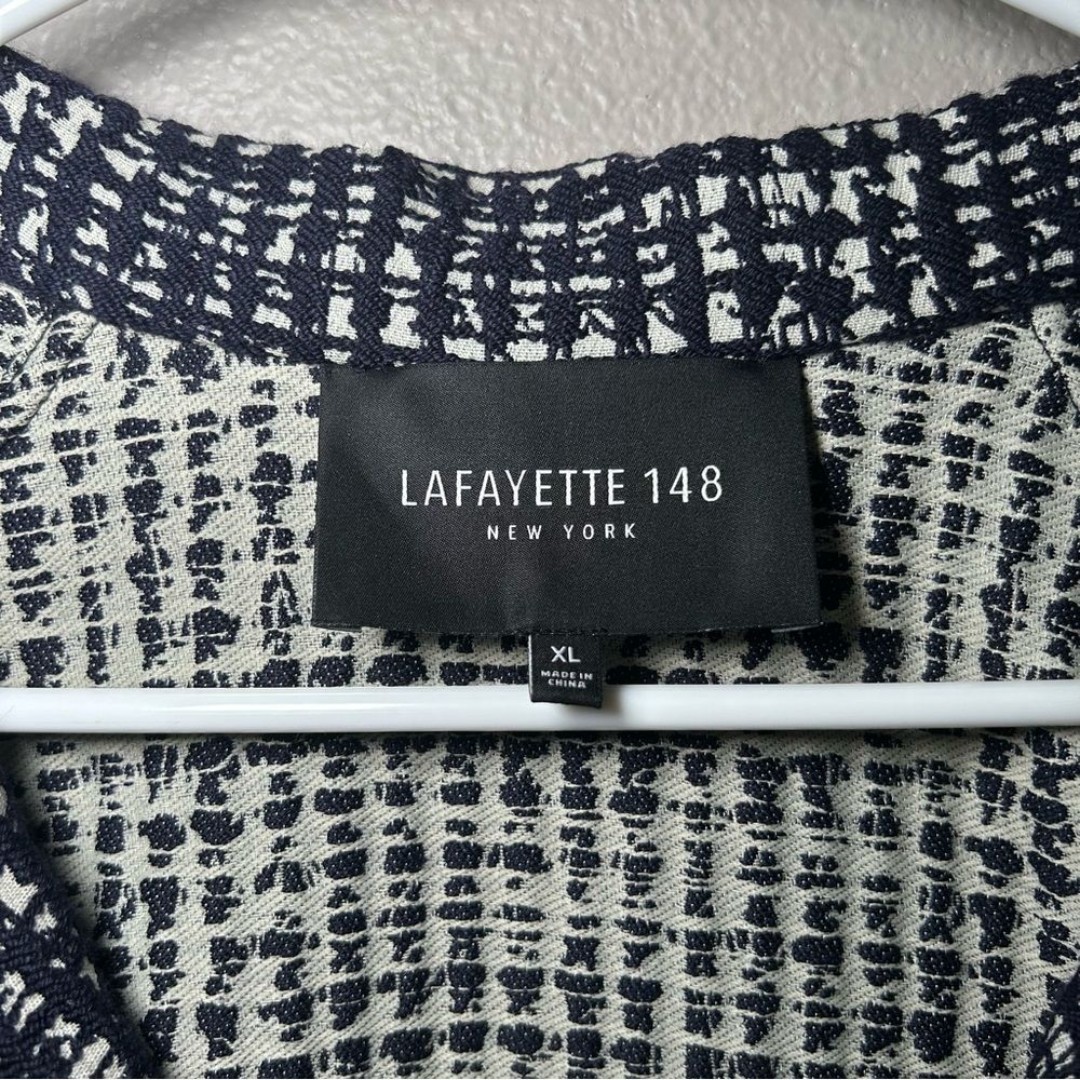 LAFAYETTE 148
NEW YORK
XL
MADE IN
CHINA